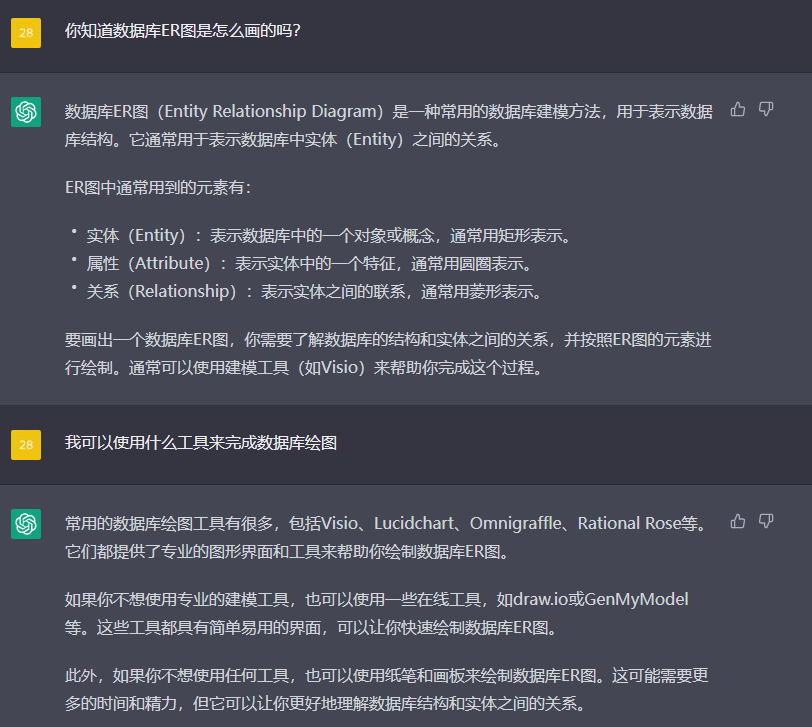 28
你知道数据库ER图是怎么画的吗？
数据库ER图（Entity Relationship Diagram）是一种常用的数据库建模方法，用于表示数据
库结构。它通常用于表示数据库中实体（Entity）之间的关系。
ER图中通常用到的元素有：
• 实体（Entity）：表示数据库中的一个对象或概念，通常用矩形表示。
• 属性（Attribute）：表示实体中的一个特征，通常用圆圈表示。
• 关系（Relationship）：表示实体之间的联系，通常用菱形表示。
要画出一个数据库ER图，你需要了解数据库的结构和实体之间的关系，并按照ER图的元素进
行绘制。通常可以使用建模工具（如Visio）来帮助你完成这个过程。
28
我可以使用什么工具来完成数据库绘图
常用的数据库绘图工具有很多，包括Visio、Lucidchart、Omnigraffle、Rational Rose等。
它们都提供了专业的图形界面和工具来帮助你绘制数据库ER图。
如果你不想使用专业的建模工具，也可以使用一些在线工具，如draw.io或GenMyModel
等。这些工具都具有简单易用的界面，可以让你快速绘制数据库ER图。
此外，如果你不想使用任何工具，也可以使用纸笔和画板来绘制数据库ER图。这可能需要更
多的时间和精力，但它可以让你更好地理解数据库结构和实体之间的关系。